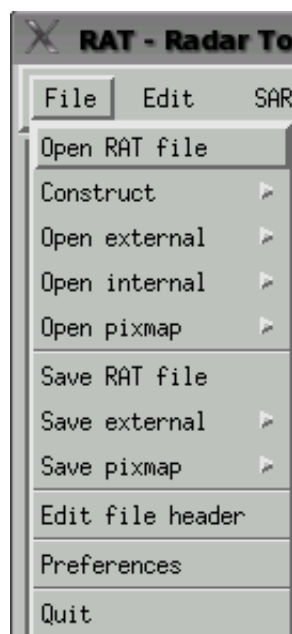 RAT - Radar To
File Edit SAR
Open RAT file
Construct
Open external
Open internal
Open pixmap
Save RAT file
Save external
Save pixmap
Edit file header
Preferences
Quit